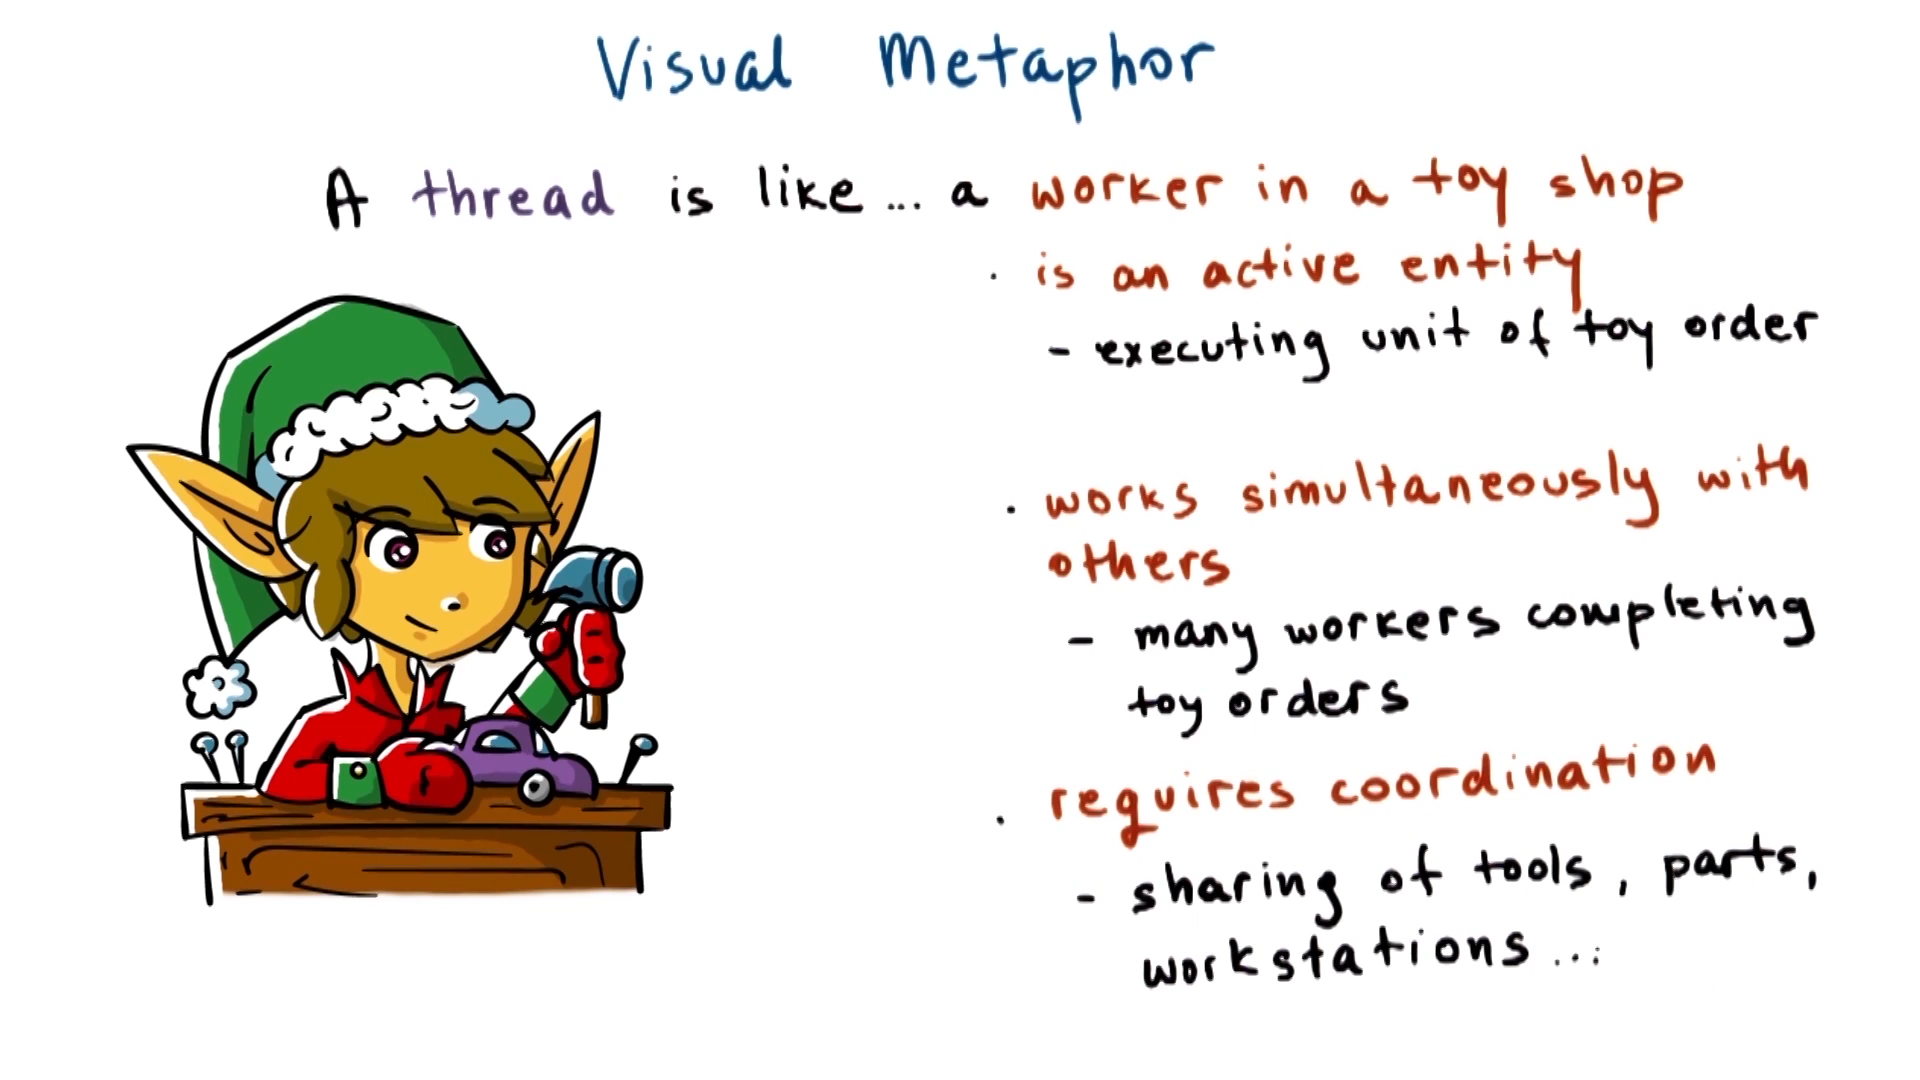 Visual Metaphor
A thread is like... a worker in a toy shop
· is an active entity
- executing unit of toy order
· works simultaneously with
others
- many workers completing
toy orders
· requires coordination
- sharing of tools, parts,
workstations...